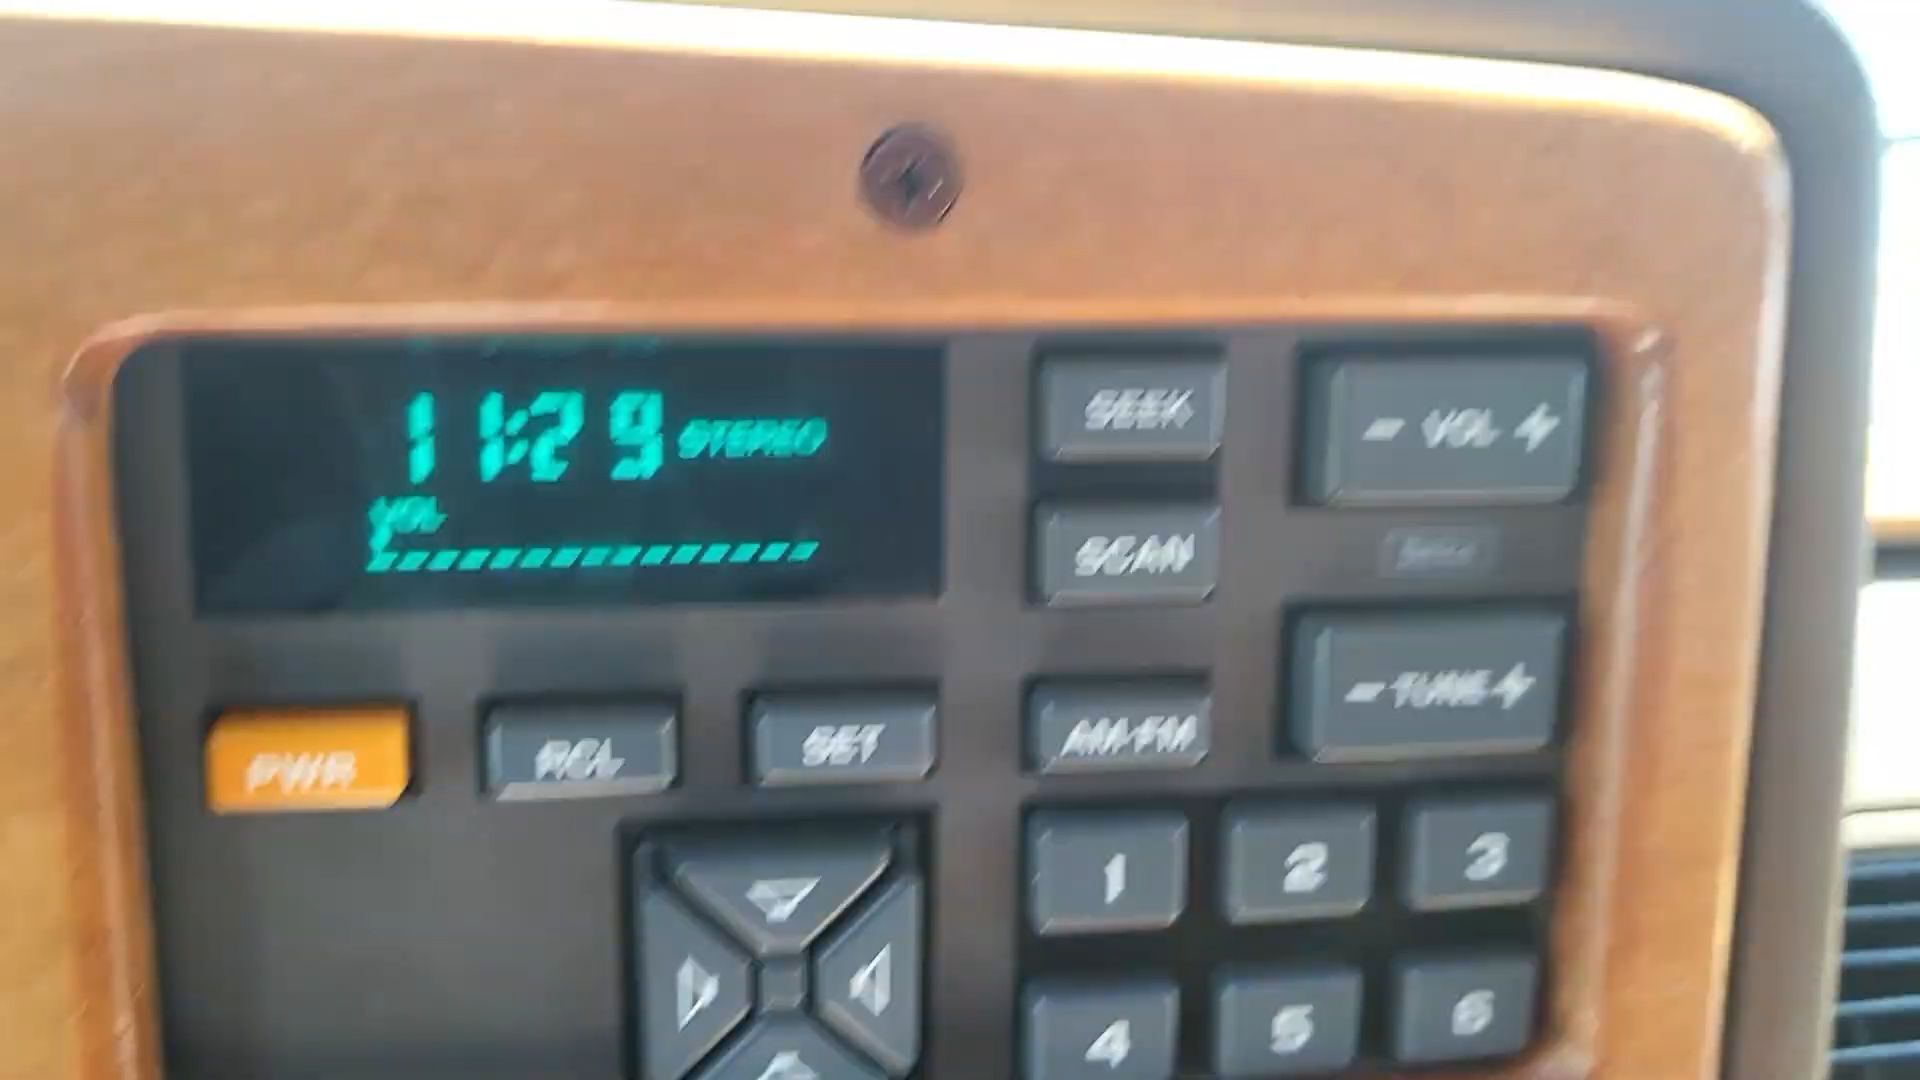 11:29 STEREO
VOL
SEEK
- VOL +
SCAN
- TUNE +
PWR
RCL
SET
AM-FM
1 2 3
4 5 6